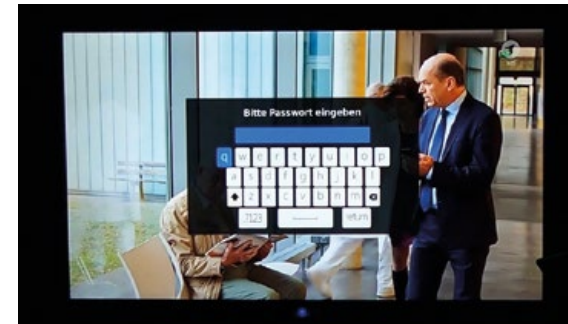 Bitte Passwort eingeben
q w e r t y u i o p
a s d f g h j k l
z x c v b n m
.?123 return